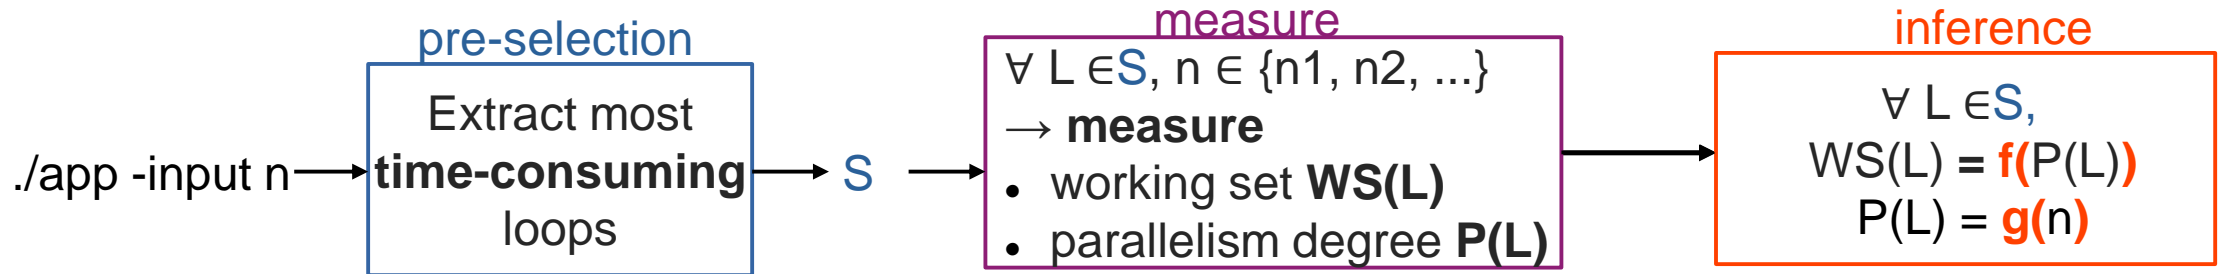 ./app -input n
pre-selection
Extract most
time-consuming
loops
S
measure
∀ L ∈S, n ∈ {n1, n2, ...}
→ measure
• working set WS(L)
• parallelism degree P(L)
inference
∀ L ∈S,
WS(L) = f(P(L))
P(L) = g(n)